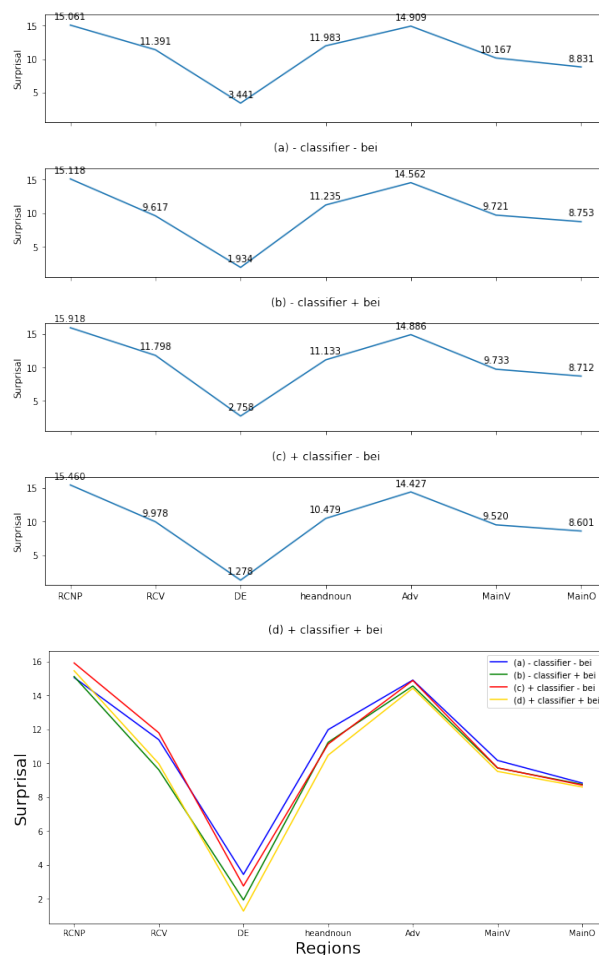 15.061 11.391 3.441 11.983 14.909 10.167 8.831
15
10
5
Surprisal
(a) - classifier - bei
15.118 9.617 1.934 11.235 14.562 9.721 8.753
15
10
5
Surprisal
(b) - classifier + bei
15.918 11.798 2.758 11.133 14.886 9.733 8.712
15
10
5
Surprisal
(c) + classifier - bei
15.460 9.978 1.278 10.479 14.427 9.520 8.601
15
10
5
Surprisal
RCNP RCV DE heandnoun Adv MainV MainO
(d) + classifier + bei
(a) - classifier - bei
(b) - classifier + bei
(c) + classifier - bei
(d) + classifier + bei
16
14
12
10
8
6
4
2
Surprisal
RCNP RCV DE heandnoun Adv MainV MainO
Regions